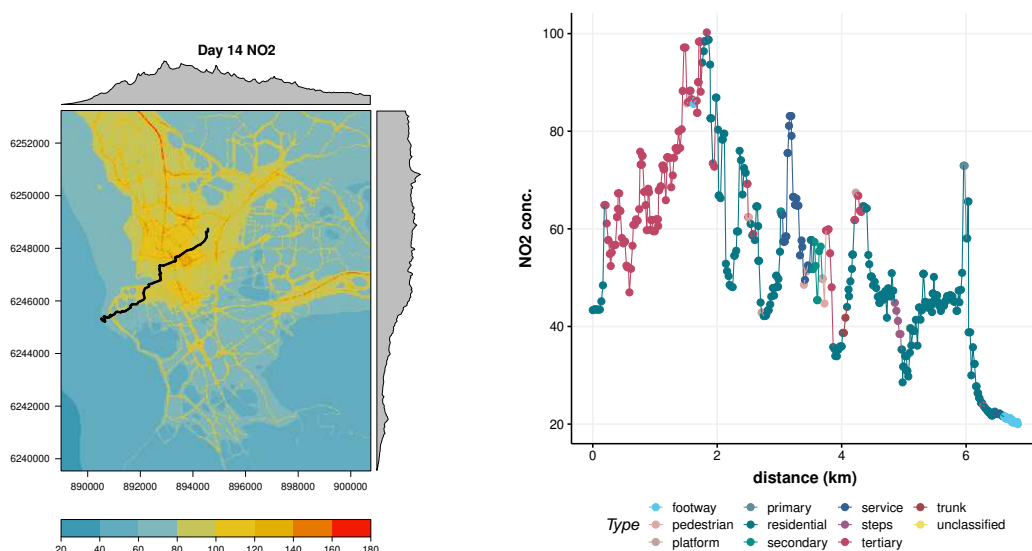 Day 14 NO2
6252000
6250000
6248000
6246000
6244000
6242000
6240000
890000 892000 894000 896000 898000 900000
20 40 60 80 100 120 140 160 180
NO2 conc.
100
80
60
40
20
0 2 4 6
distance (km)
Type
footway primary service trunk
pedestrian residential steps unclassified
platform secondary tertiary